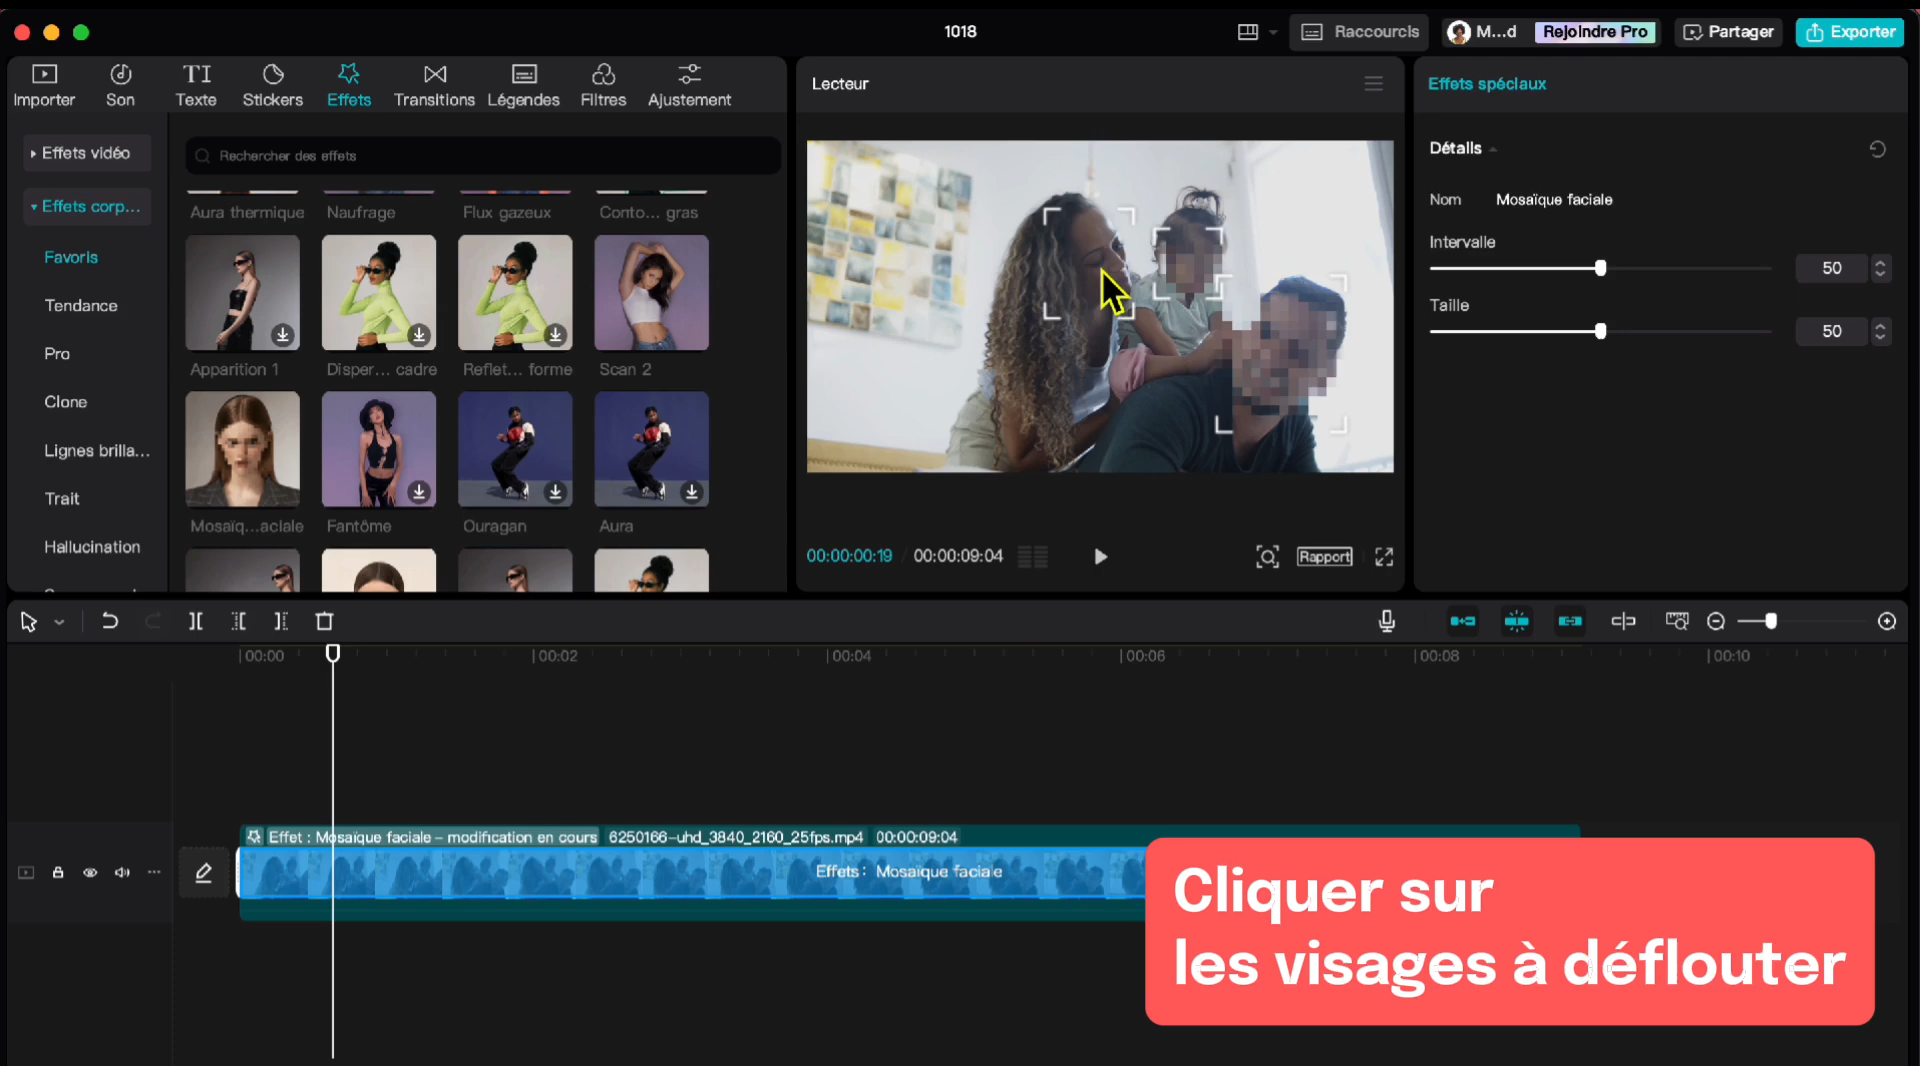 1018
Raccourcis
M...d
Rejoindre Pro
Partager
Exporter
Importer
Son
TI
Texte
Stickers
Effets
Transitions
Légendes
Filtres
Ajustement
Effets vidéo
Effets corp...
Favoris
Tendance
Pro
Clone
Lignes brilla...
Trait
Hallucination
Rechercher des effets
Aura thermique
Naufrage
Flux gazeux
Conto... gras
Apparition 1
Disper... cadre
Reflet... forme
Scan 2
Mosaïq...aciale
Fantôme
Ouragan
Aura
Lecteur
00:00:00:19 / 00:00:09:04
Rapport
Effets spéciaux
Détails
Nom Mosaïque faciale
Intervalle
50
Taille
50
00:00
00:02
00:04
00:06
00:08
00:10
Effet : Mosaïque faciale – modification en cours 6250166-uhd_3840_2160_25fps.mp4 00:00:09:04
Effets : Mosaïque faciale
Cliquer sur
les visages à déflouter